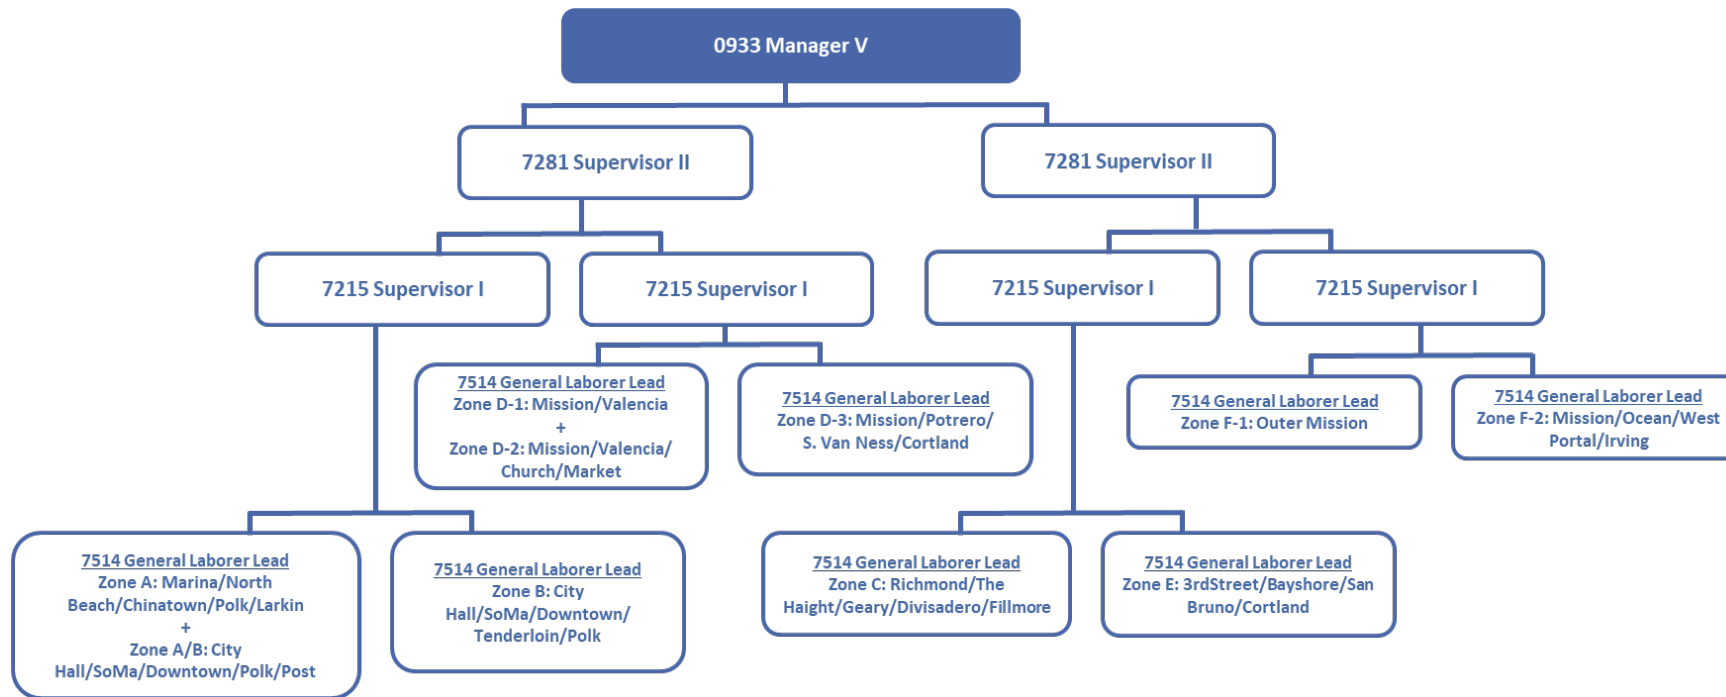 0933 Manager V
7281 Supervisor II
7281 Supervisor II
7215 Supervisor I
7215 Supervisor I
7215 Supervisor I
7215 Supervisor I
7514 General Laborer Lead
Zone D-1: Mission/Valencia
+
Zone D-2: Mission/Valencia/
Church/Market
7514 General Laborer Lead
Zone D-3: Mission/Potrero/
S. Van Ness/Cortland
7514 General Laborer Lead
Zone F-1: Outer Mission
7514 General Laborer Lead
Zone F-2: Mission/Ocean/West
Portal/Irving
7514 General Laborer Lead
Zone A: Marina/North
Beach/Chinatown/Polk/Larkin
+
Zone A/B: City
Hall/SoMa/Downtown/Polk/Post
7514 General Laborer Lead
Zone B: City
Hall/SoMa/Downtown/
Tenderloin/Polk
7514 General Laborer Lead
Zone C: Richmond/The
Haight/Geary/Divisadero/Fillmore
7514 General Laborer Lead
Zone E: 3rdStreet/Bayshore/San
Bruno/Cortland